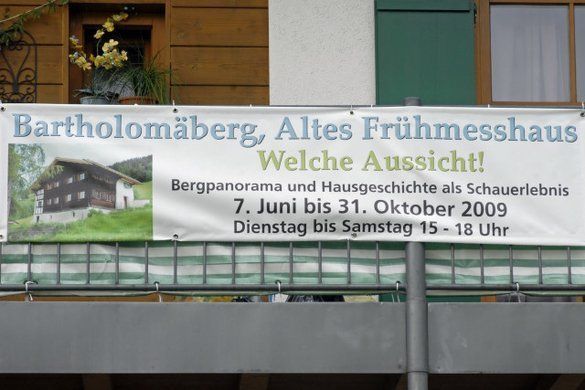 Bartholomäberg, Altes Frühmesshaus
Welche Aussicht!
Bergpanorama und Hausgeschichte als Schauerlebnis
7. Juni bis 31. Oktober 2009
Dienstag bis Samstag 15 - 18 Uhr